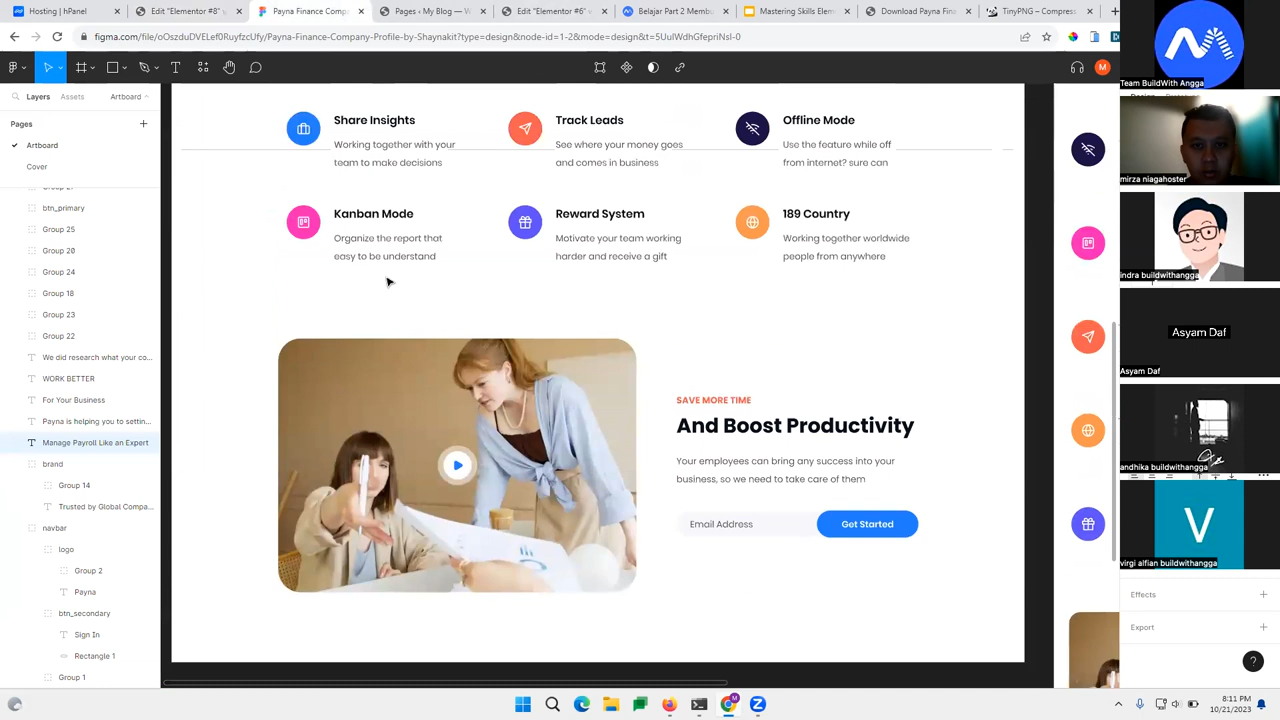 Hosting | hPanel
Edit "Elementor #8" v
Payna Finance Comp
Pages ‹ My Blog — W
Edit "Elementor #6" v
Belajar Part 2 Memb
Mastering Skills Elem
Download Payna Fin
TinyPNG – Compress
figma.com/file/oOszduDVELef0RuyfzcUfy/Payna-Finance-Company-Profile-by-Shaynakit?type=design&node-id=1-2&mode=design&t=5UuIWdhGfepriNsI-0
M
Layers
Assets
Artboard
Pages
Artboard
Cover
btn_primary
Group 25
Group 20
Group 24
Group 18
Group 23
Group 22
We did research what your co...
WORK BETTER
For Your Business
Payna is helping you to settin...
Manage Payroll Like an Expert
brand
Group 14
Trusted by Global Compa...
navbar
logo
Group 2
Payna
btn_secondary
Sign In
Rectangle 1
Group 1
Share Insights
Working together with your
team to make decisions
Track Leads
See where your money goes
and comes in business
Offline Mode
Use the feature while off
from internet? sure can
Kanban Mode
Organize the report that
easy to be understand
Reward System
Motivate your team working
harder and receive a gift
189 Country
Working together worldwide
people from anywhere
SAVE MORE TIME
And Boost Productivity
Your employees can bring any success into your
business, so we need to take care of them
Email Address
Get Started
Team BuildWith Angga
mirza niagahoster
indra buildwithangga
Asyam Daf
Asyam Daf
andhika buildwithangga
V
virgi alfian buildwithangga
Effects
Export
?
8:11 PM
10/21/2023